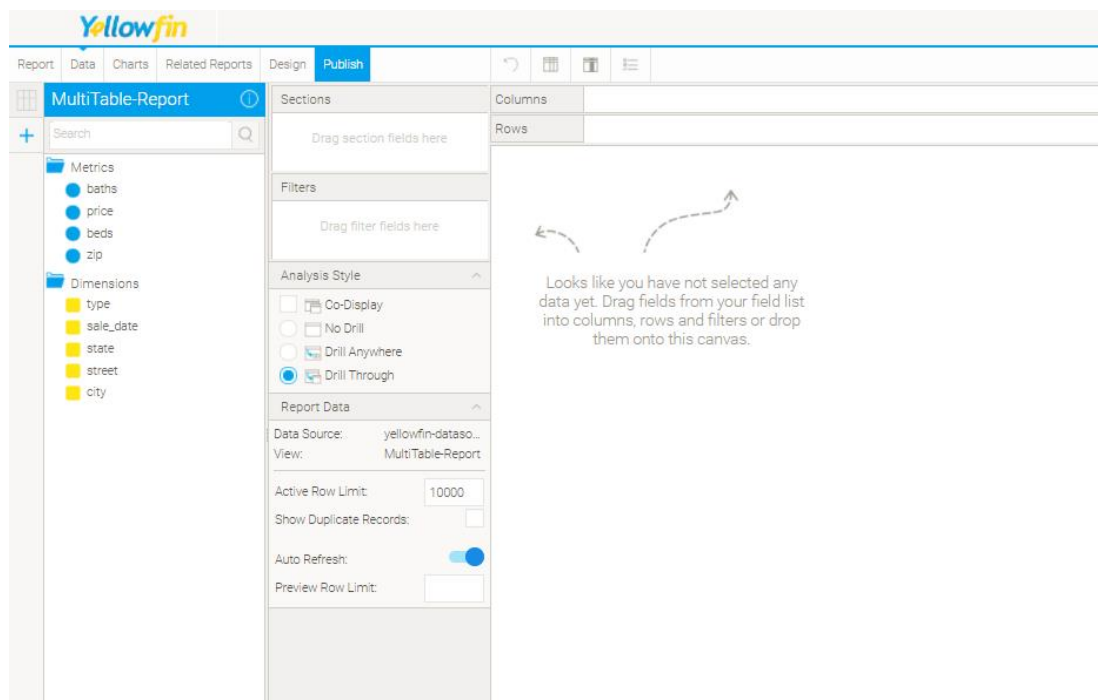 Yellowfin
Report Data Charts Related Reports Design Publish
MultiTable-Report
Search
Metrics
baths
price
beds
zip
Dimensions
type
sale_date
state
street
city
Sections
Drag section fields here
Filters
Drag filter fields here
Analysis Style
Co-Display
No Drill
Drill Anywhere
Drill Through
Report Data
Data Source: yellowfin-dataso...
View: MultiTable-Report
Active Row Limit: 10000
Show Duplicate Records:
Auto Refresh:
Preview Row Limit:
Columns
Rows
Looks like you have not selected any
data yet. Drag fields from your field list
into columns, rows and filters or drop
them onto this canvas.